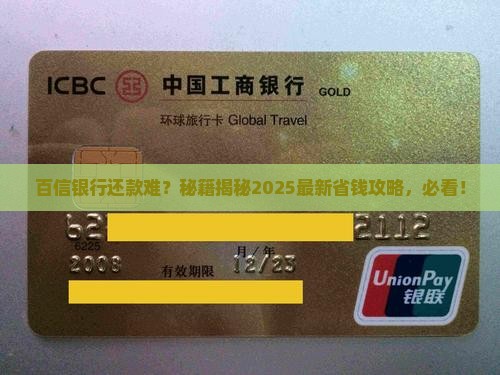 ICBC 中国工商银行 GOLD
环球旅行卡 Global Travel
百信银行还款难？秘籍揭秘2025最新省钱攻略，必看！
62 2112
6225 月／年
2008 有效期限 12/23
UnionPay
银联